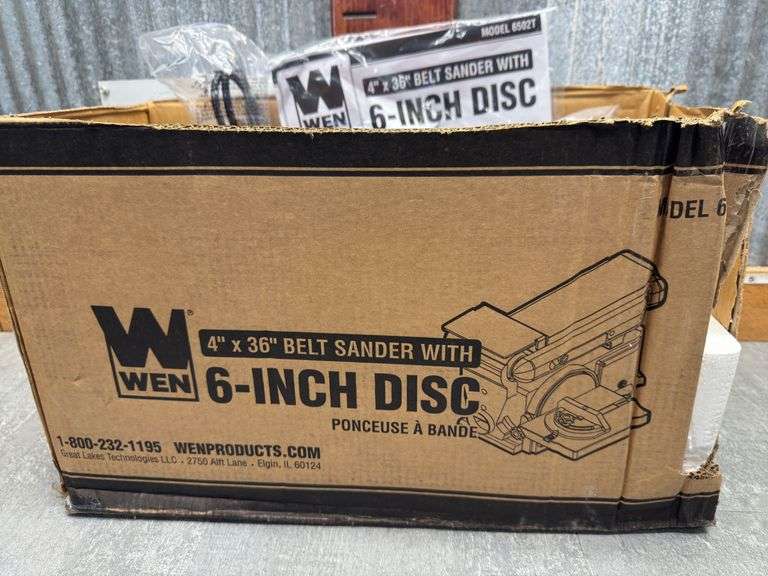 MODEL 6502T
WEN
4" x 36" BELT SANDER WITH
6-INCH DISC
MODEL 6
WEN®
4" x 36" BELT SANDER WITH
6-INCH DISC
PONCEUSE À BANDE
1-800-232-1195 WENPRODUCTS.COM
Great Lakes Technologies LLC . 2750 Alft Lane . Elgin, IL 60124